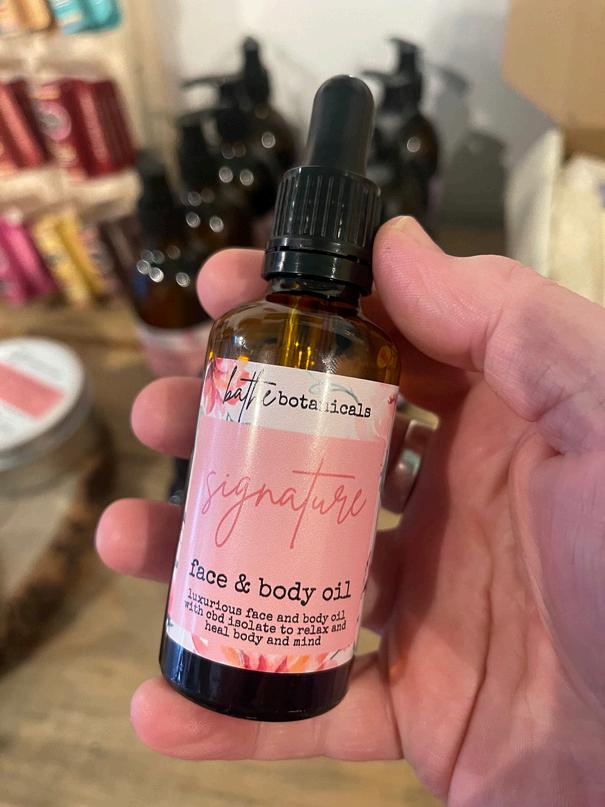 bathe botanicals
signature
face & body oil
luxurious face and body oil
with cbd isolate to relax and
heal body and mind